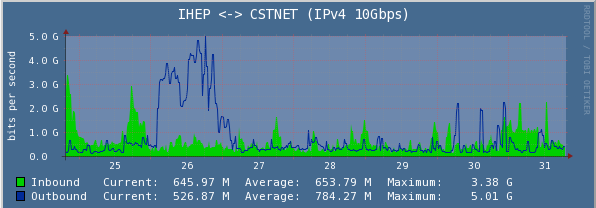 IHEP <-> CSTNET (IPv4 10Gbps)
RRDTOOL / TOBI OETIKER
bits per second
5.0 G
4.0 G
3.0 G
2.0 G
1.0 G
0.0
25 26 27 28 29 30 31
Inbound Current: 645.97 M Average: 653.79 M Maximum: 3.38 G
Outbound Current: 526.87 M Average: 784.27 M Maximum: 5.01 G